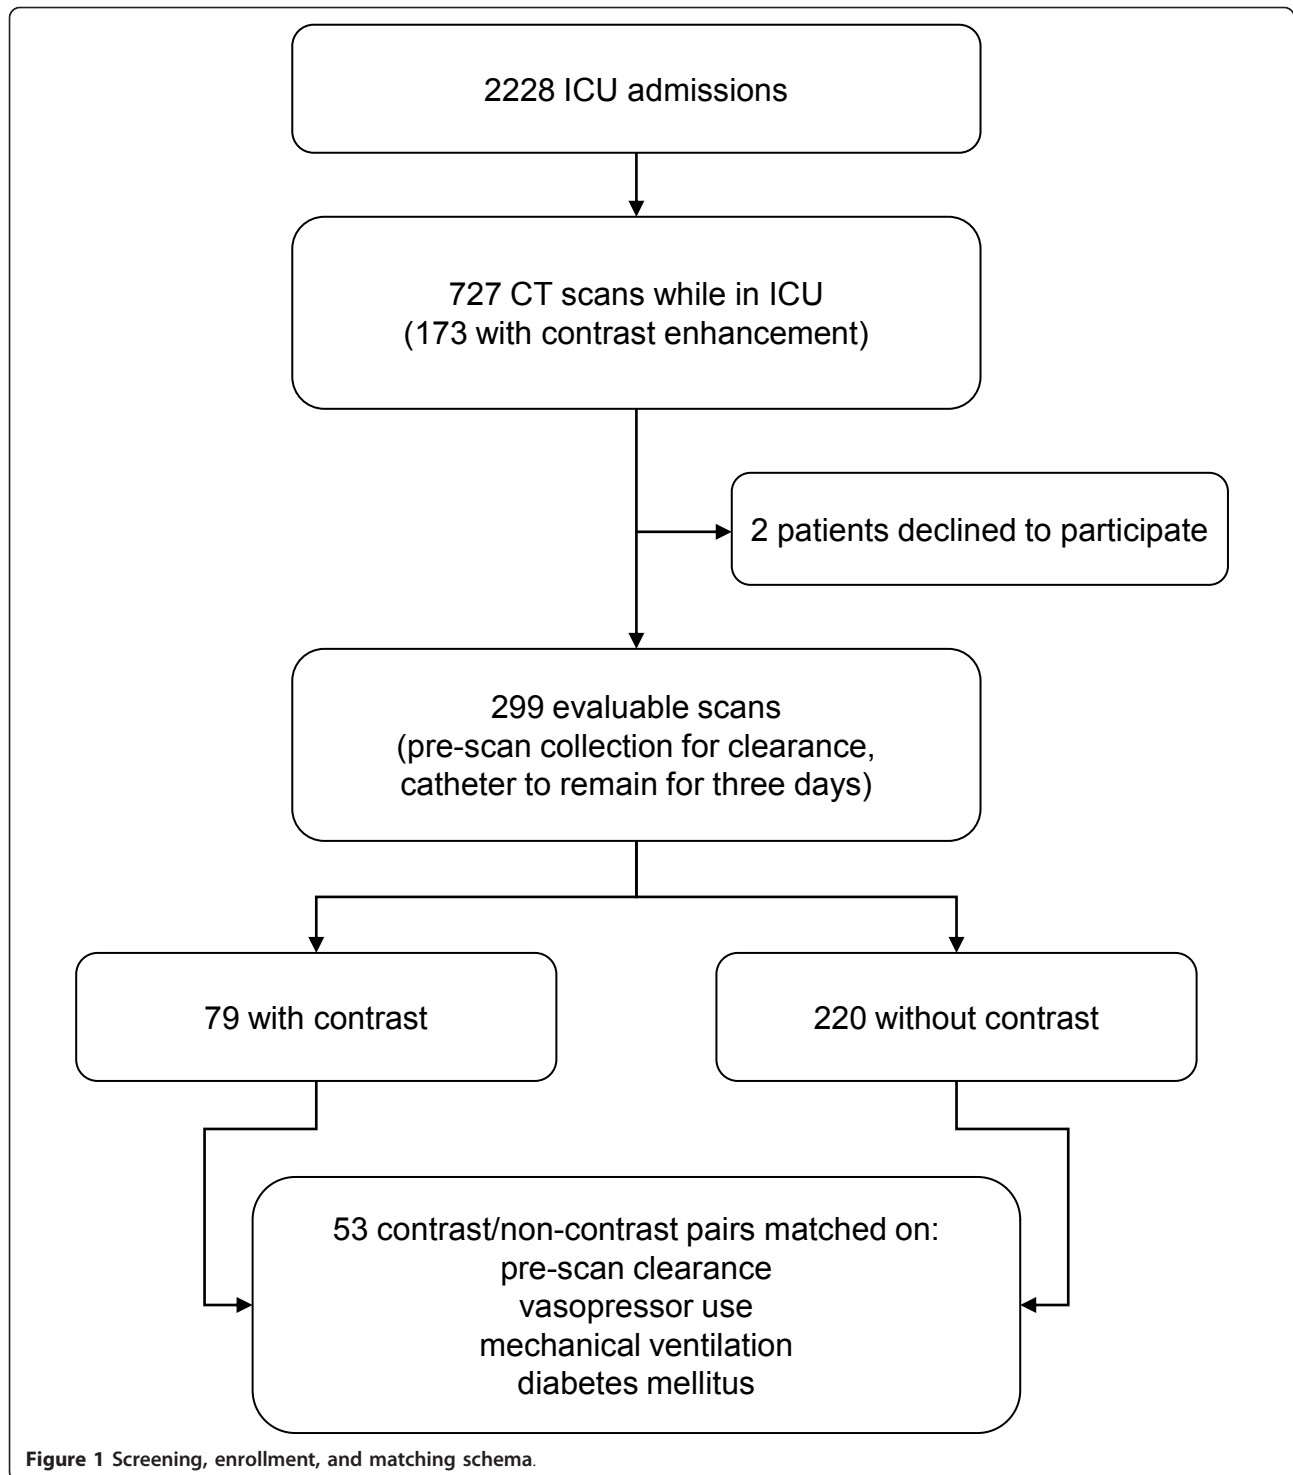 2228 ICU admissions
727 CT scans while in ICU
(173 with contrast enhancement)
2 patients declined to participate
299 evaluable scans
(pre-scan collection for clearance,
catheter to remain for three days)
79 with contrast
220 without contrast
53 contrast/non-contrast pairs matched on:
pre-scan clearance
vasopressor use
mechanical ventilation
diabetes mellitus
Figure 1 Screening, enrollment, and matching schema.